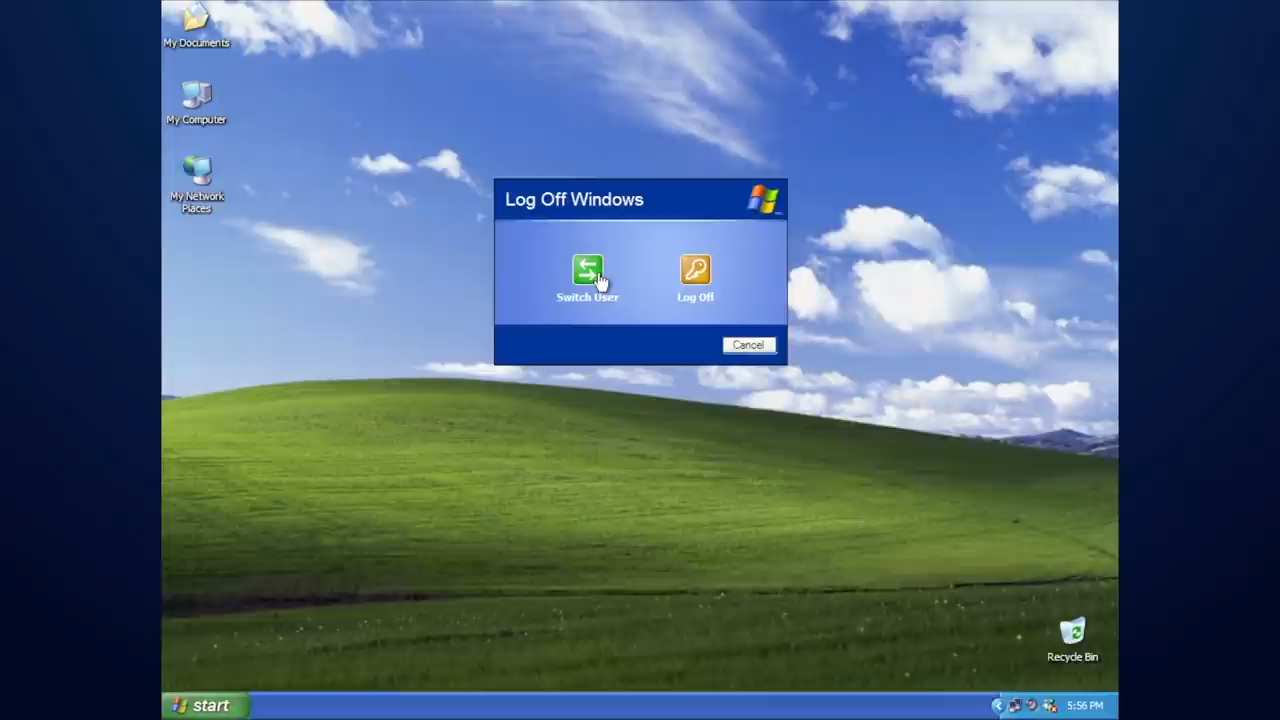 My Documents
My Computer
My Network
Places
Log Off Windows
Switch User
Log Off
Cancel
Recycle Bin
start
5:56 PM